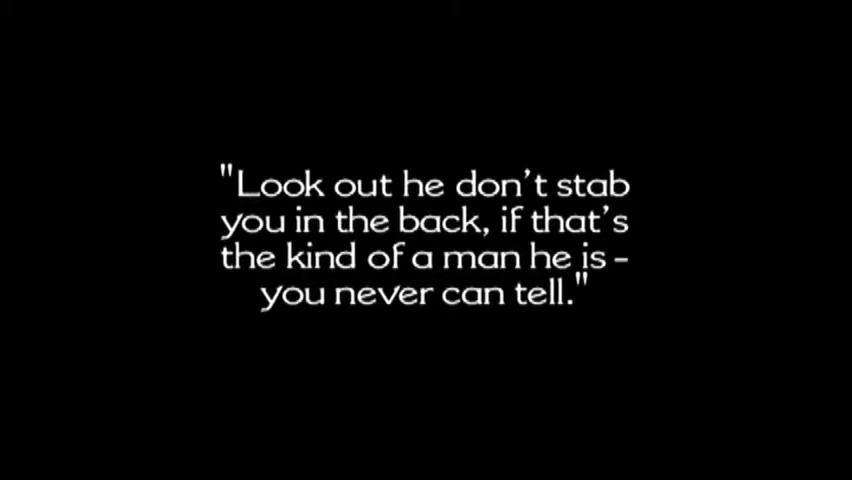 "Look out he don't stab
you in the back, if that's
the kind of a man he is -
you never can tell."